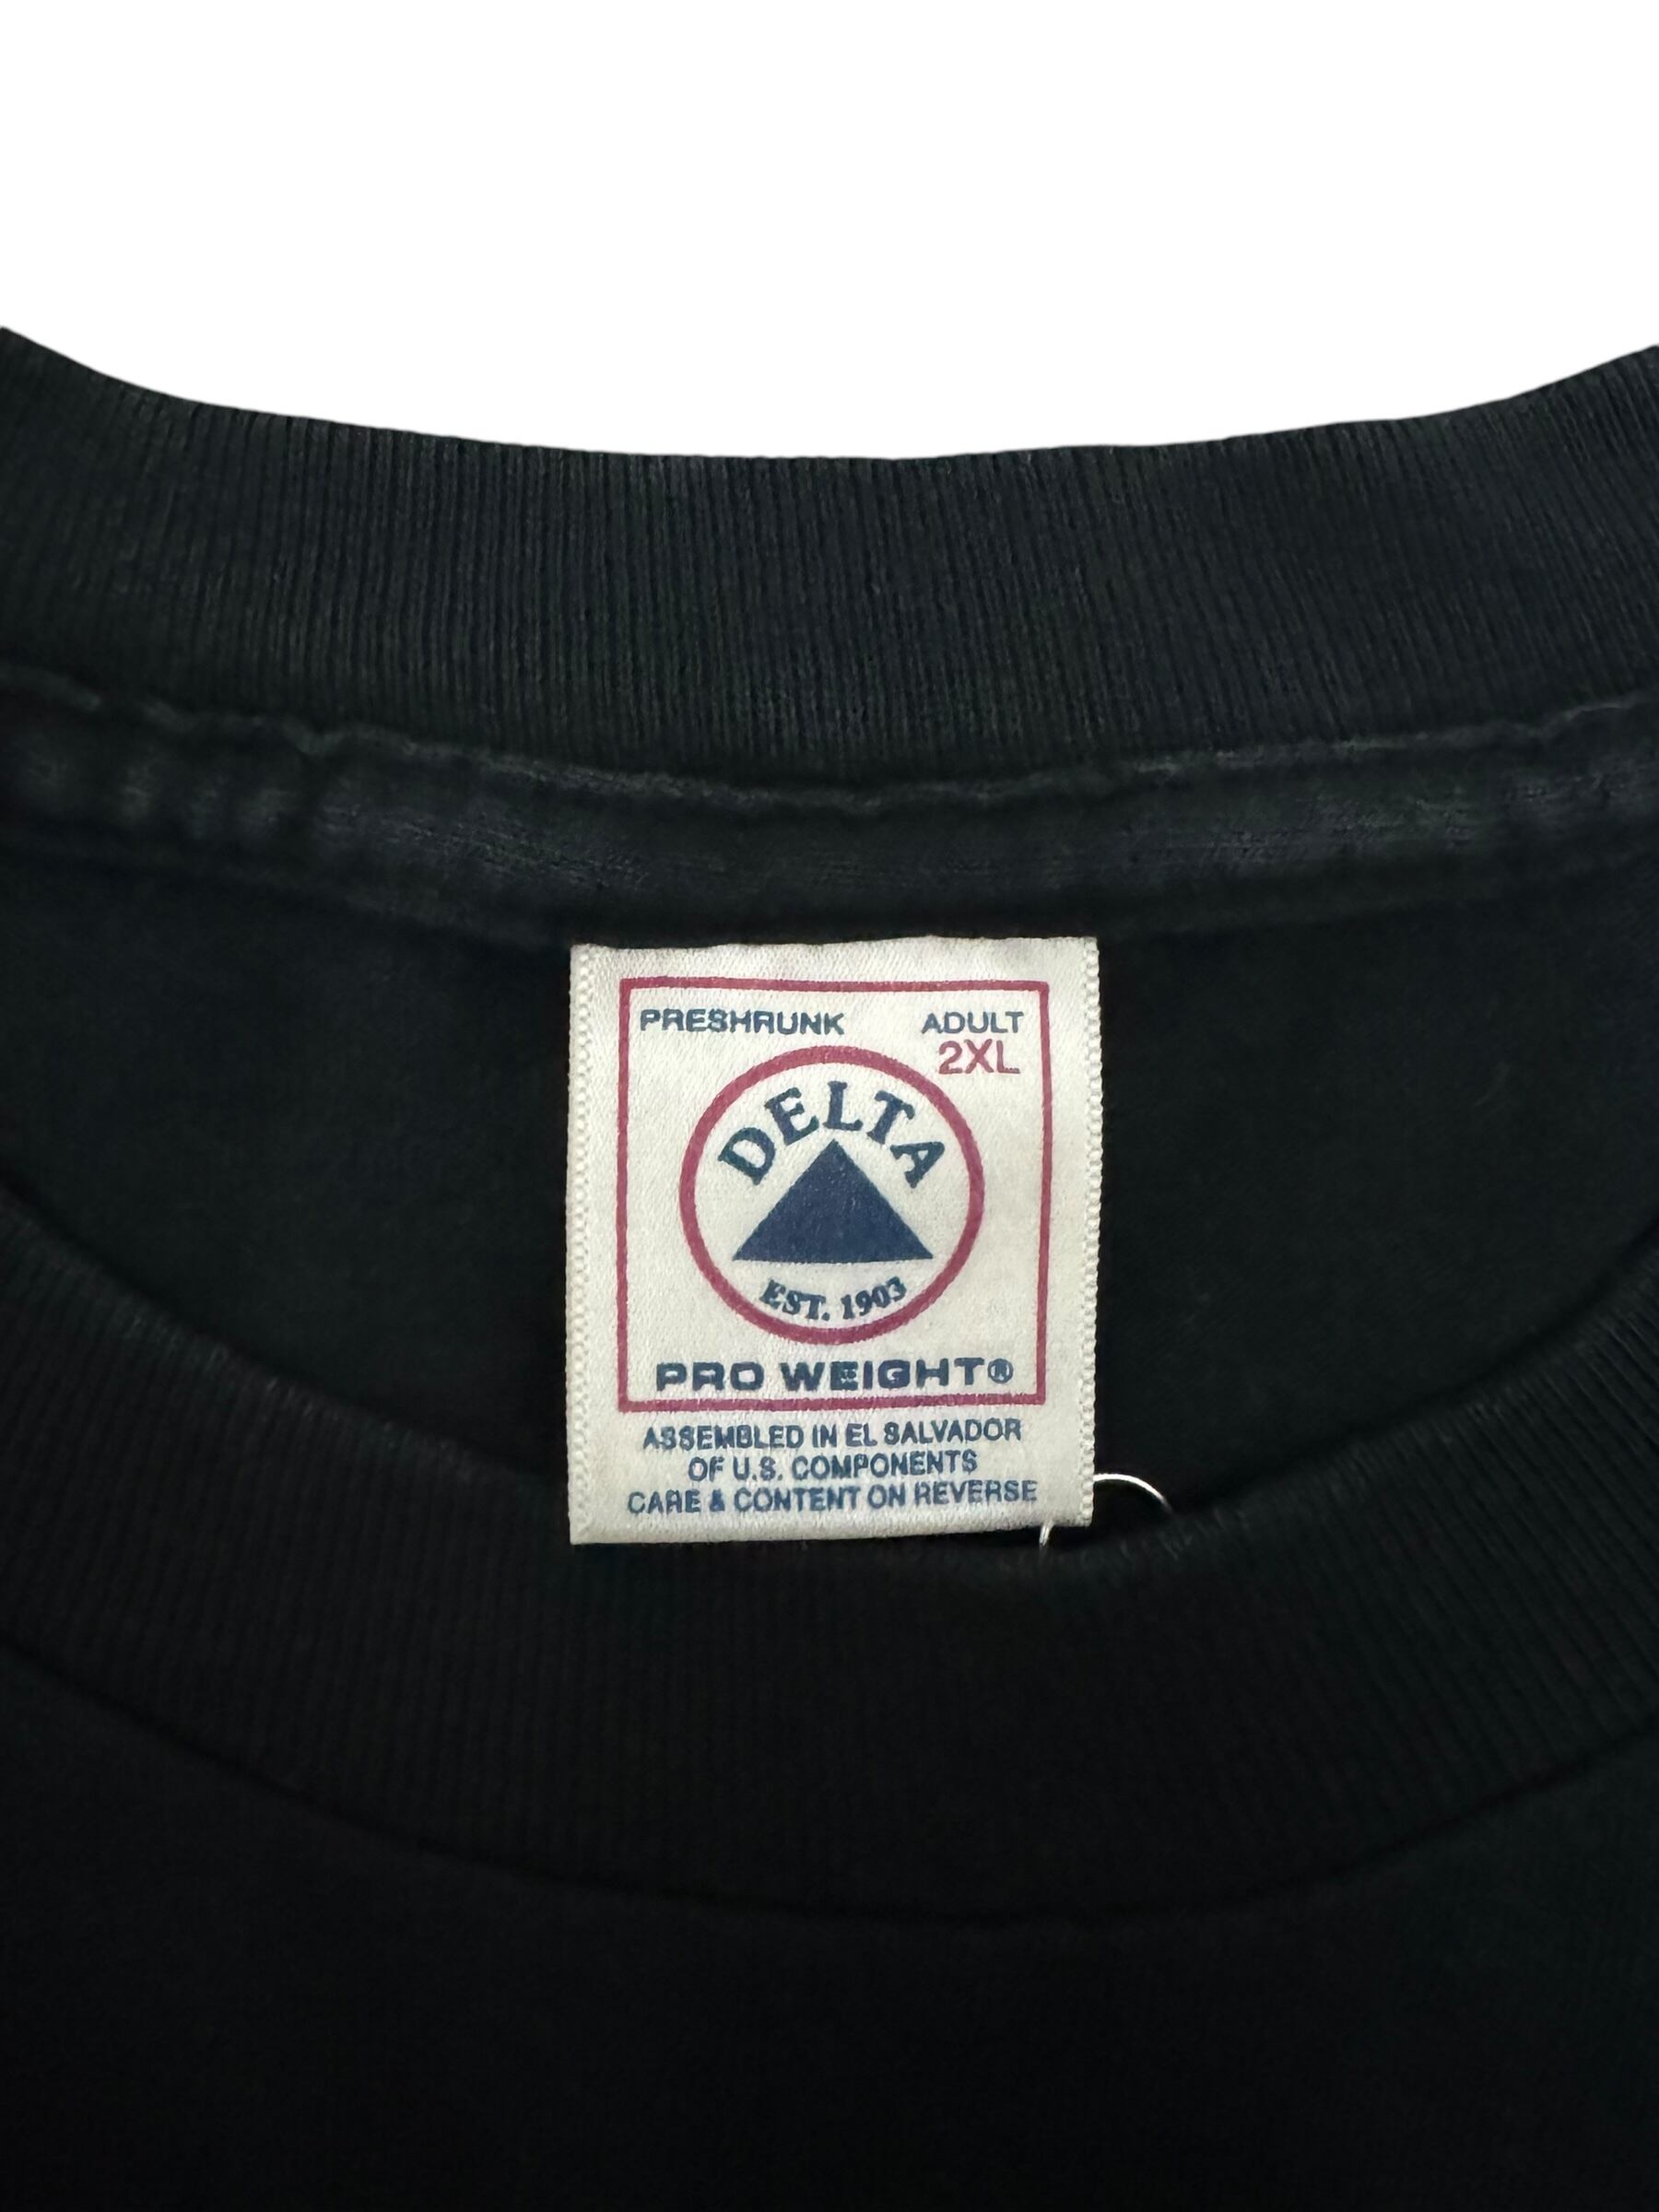 PRESHRUNK ADULT
2XL
DELTA
EST. 1903
PRO WEIGHT®
ASSEMBLED IN EL SALVADOR
OF U.S. COMPONENTS
CARE & CONTENT ON REVERSE